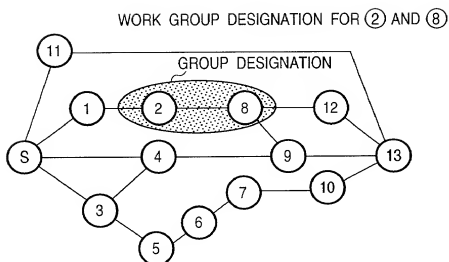 WORK GROUP DESIGNATION FOR ② AND ⑧
11
GROUP DESIGNATION
1 2 8 12
S 4 9 13
3 7 10
6
5